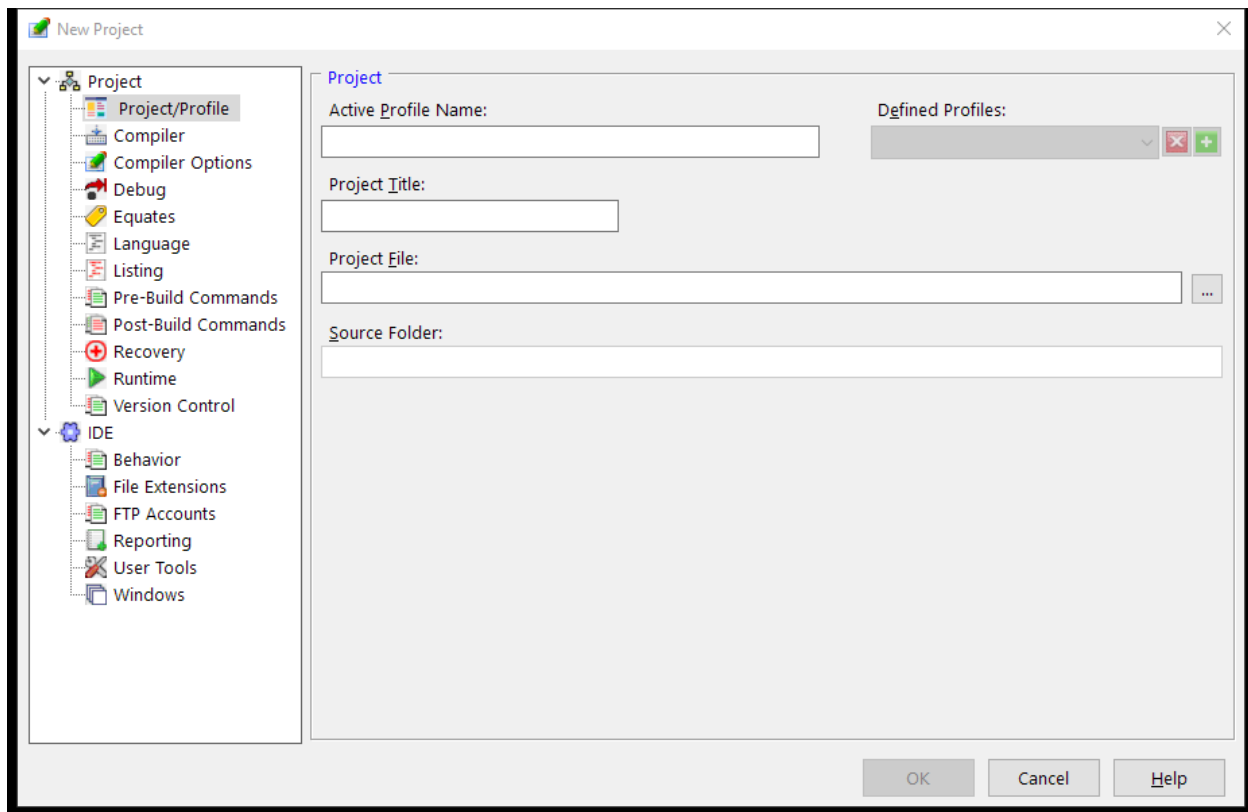 New Project
Project
Project/Profile
Compiler
Compiler Options
Debug
Equates
Language
Listing
Pre-Build Commands
Post-Build Commands
Recovery
Runtime
Version Control
IDE
Behavior
File Extensions
FTP Accounts
Reporting
User Tools
Windows
Project
Active Profile Name:
Defined Profiles:
Project Title:
Project File:
...
Source Folder:
OK
Cancel
Help